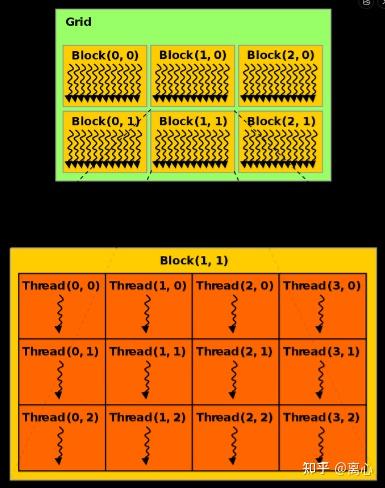 Grid
Block(0, 0) Block(1, 0) Block(2, 0)
Block(0, 1) Block(1, 1) Block(2, 1)
Block(1, 1)
Thread(0, 0) Thread(1, 0) Thread(2, 0) Thread(3, 0)
Thread(0, 1) Thread(1, 1) Thread(2, 1) Thread(3, 1)
Thread(0, 2) Thread(1, 2) Thread(2, 2) Thread(3, 2)
知乎 @离心